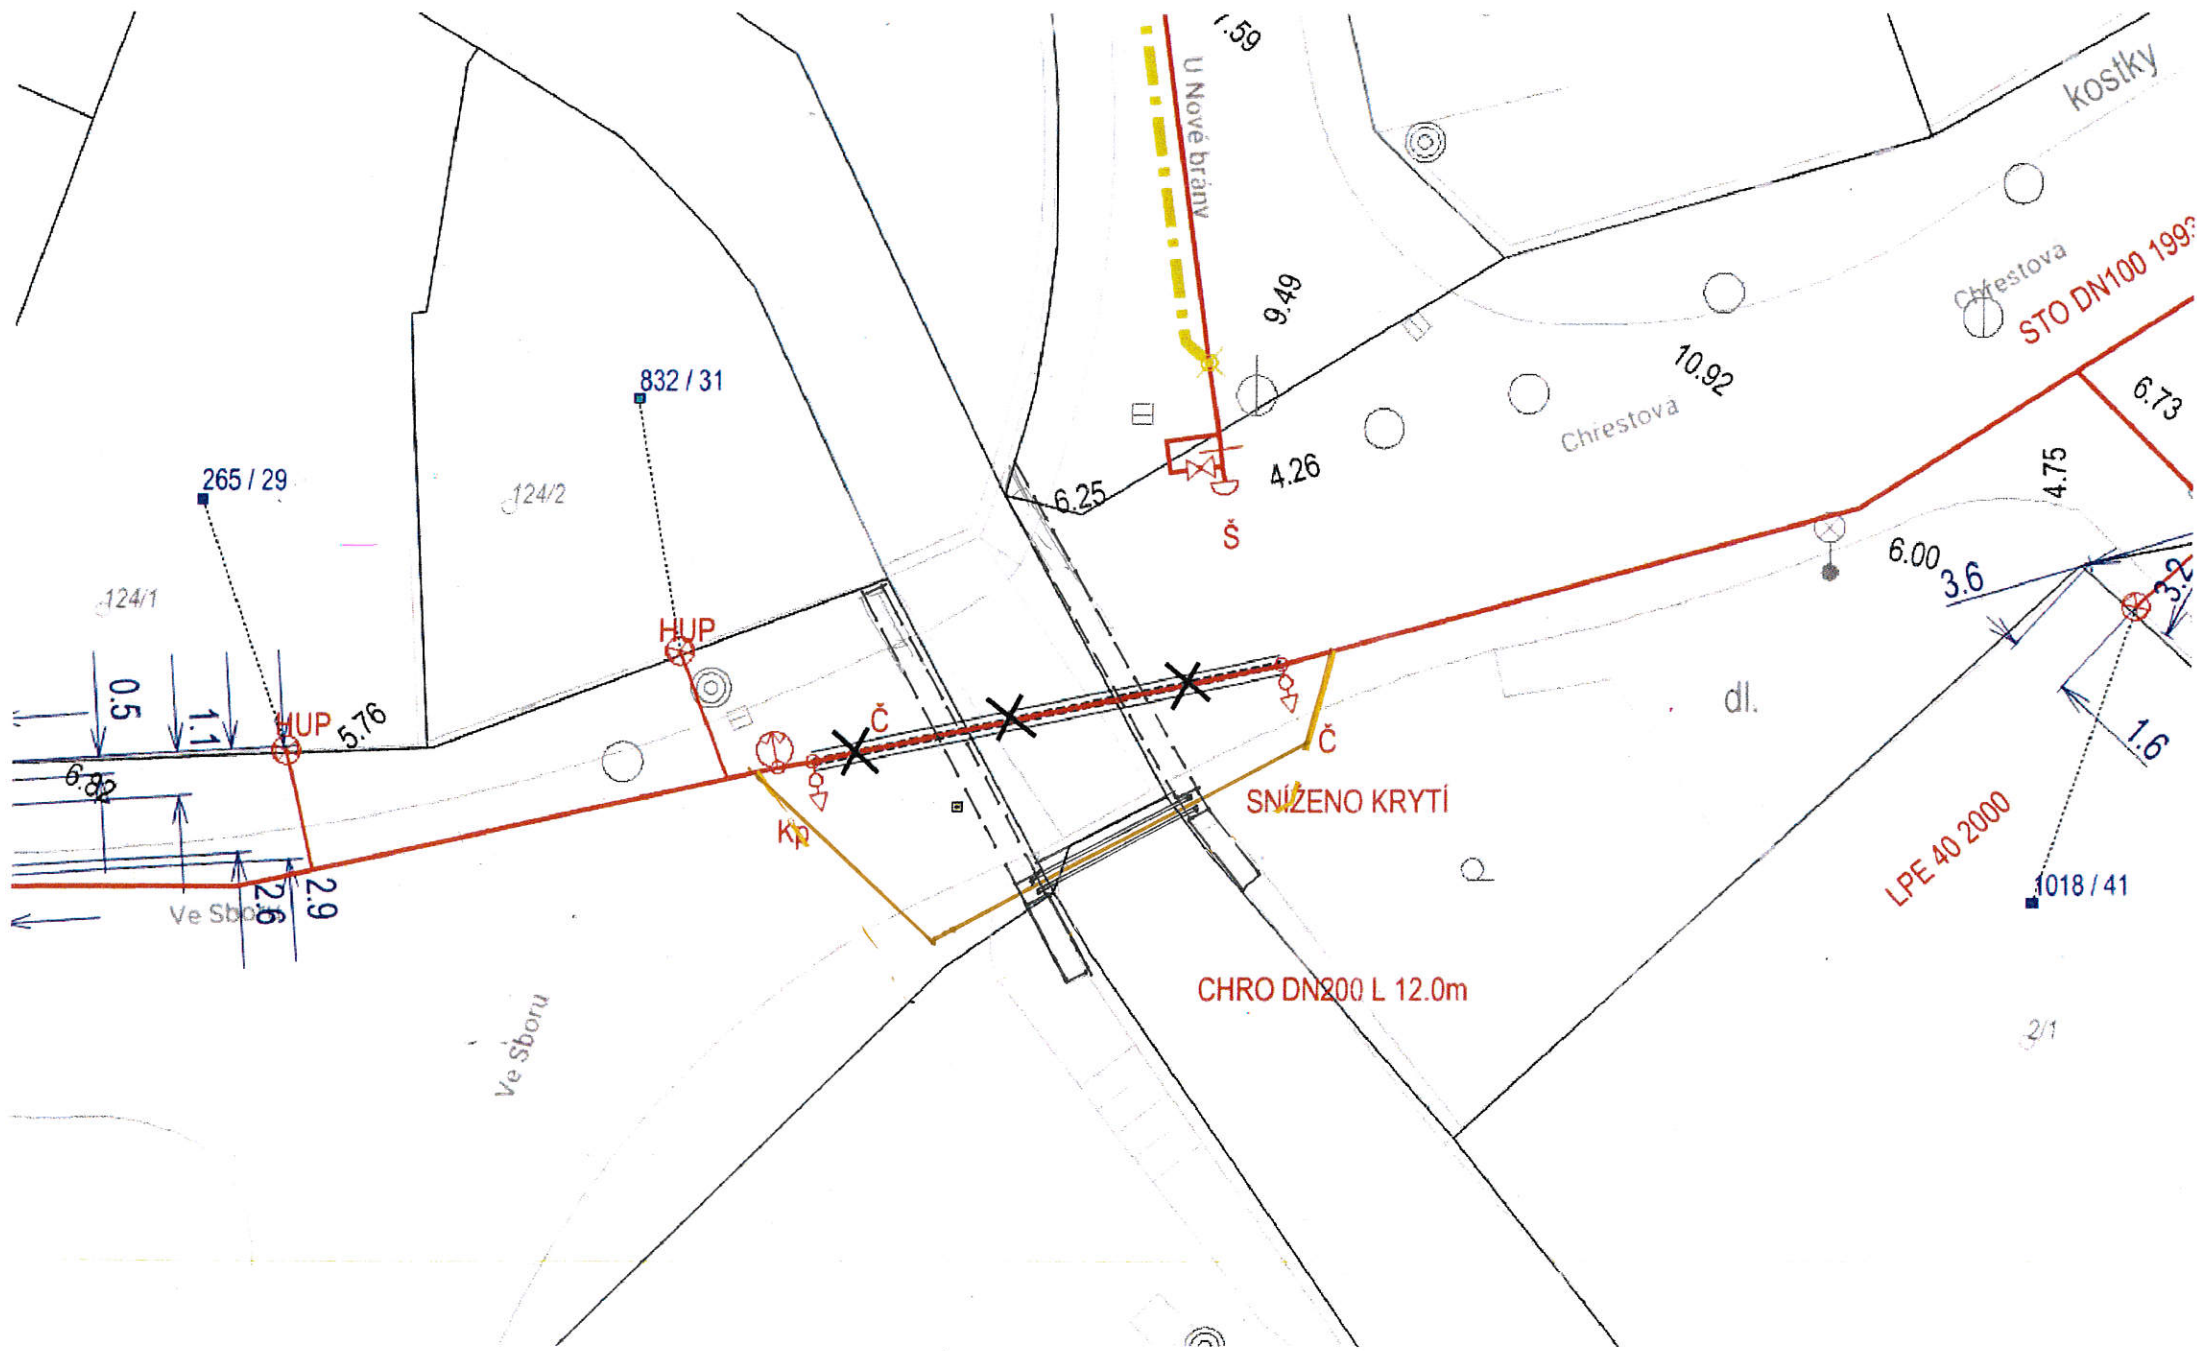 7.59
U Nové brány
kostky
Chřestova
STO DN100 1993
9.49
10.92
832 / 31
6.73
Chřestova
4.26
265 / 29
124/2
6.25
4.75
Š
6.00
3.6
3.2
124/1
HUP
0.5
1.1
HUP
5.76
Č
dl.
Č
1.6
6.82
SNÍŽENO KRYTÍ
Kp
LPE 40 2000
1018 / 41
Ve Sboru
2.6
2.9
CHRO DN200 L 12.0m
Ve Sboru
2/1